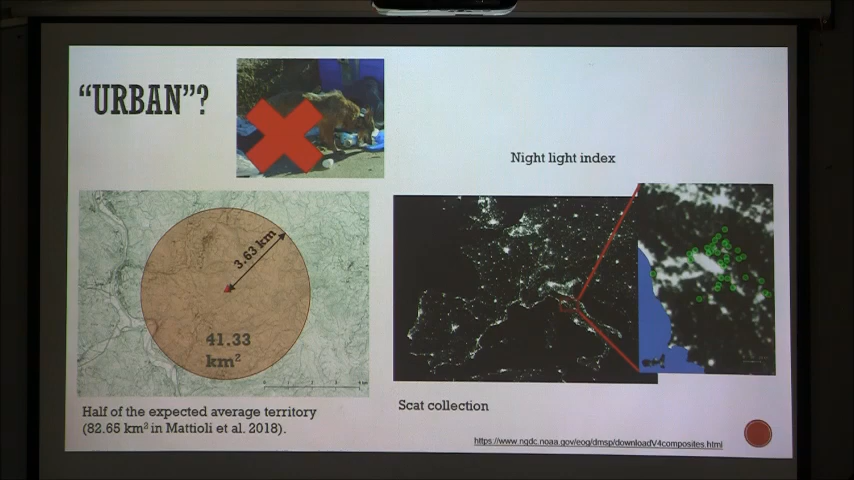 “URBAN”?
Night light index
3.63 km
41.33
km²
Half of the expected average territory
(82.65 km² in Mattioli et al. 2018).
Scat collection
https://www.ngdc.noaa.gov/eog/dmsp/downloadV4composites.html